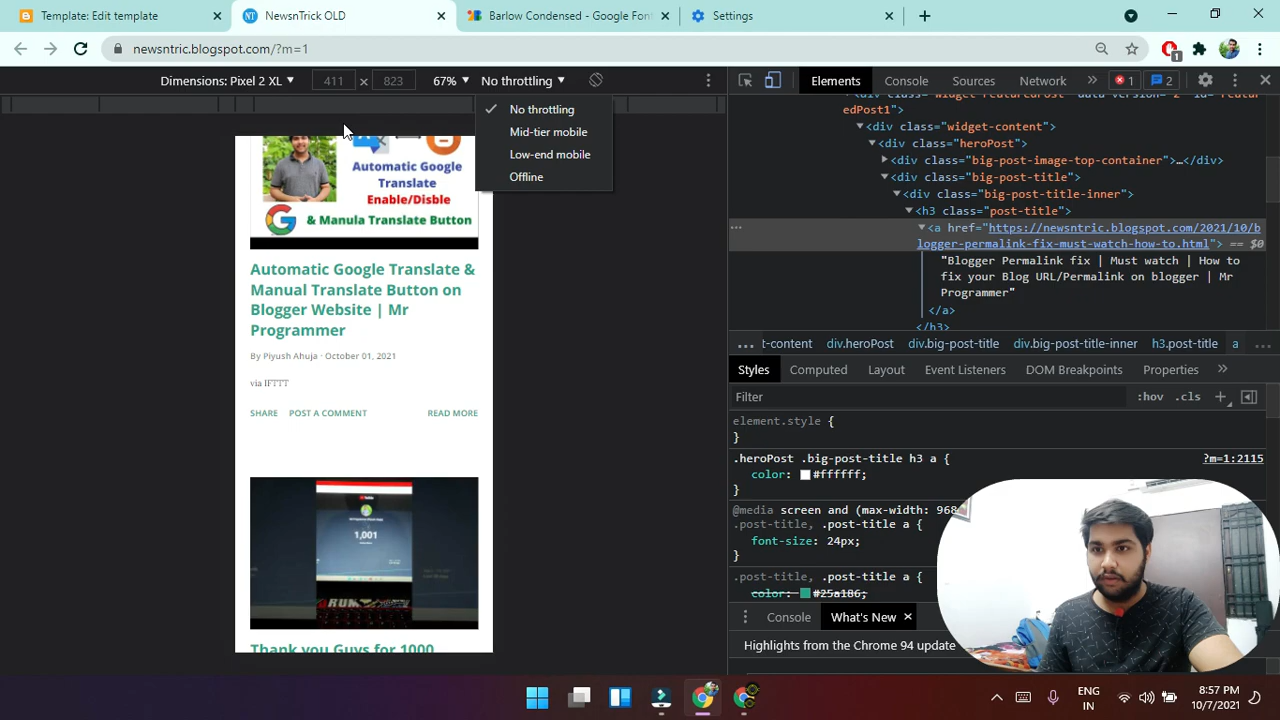 Template: Edit template
NewsnTrick OLD
Barlow Condensed - Google Font
Settings
newsntric.blogspot.com/?m=1
1
Dimensions: Pixel 2 XL
411 × 823
67%
No throttling
No throttling
Mid-tier mobile
Low-end mobile
Offline
Automatic Google
Translate
Enable/Disble
& Manula Translate Button
Automatic Google Translate &
Manual Translate Button on
Blogger Website | Mr
Programmer
By Piyush Ahuja · October 01, 2021
via IFTTT
SHARE POST A COMMENT READ MORE
1,001
Thank you Guys for 1000
Elements Console Sources Network » 1 2
edPost1">
<div class="widget-content">
<div class="heroPost">
<div class="big-post-image-top-container">…</div>
<div class="big-post-title">
<div class="big-post-title-inner">
<h3 class="post-title">
<a href="https://newsntric.blogspot.com/2021/10/b
logger-permalink-fix-must-watch-how-to.html"> == $0
"Blogger Permalink fix | Must watch | How to
fix your Blog URL/Permalink on blogger | Mr
Programmer"
</a>
</h3>
… t-content div.heroPost div.big-post-title div.big-post-title-inner h3.post-title a …
Styles Computed Layout Event Listeners DOM Breakpoints Properties »
Filter :hov .cls +
element.style {
}
.heroPost .big-post-title h3 a { ?m=1:2115
color: #ffffff;
}
@media screen and (max-width: 968
.post-title, .post-title a {
font-size: 24px;
}
.post-title, .post-title a {
color: #25a186;
Console What's New ×
Highlights from the Chrome 94 update
ENG
IN
8:57 PM
10/7/2021